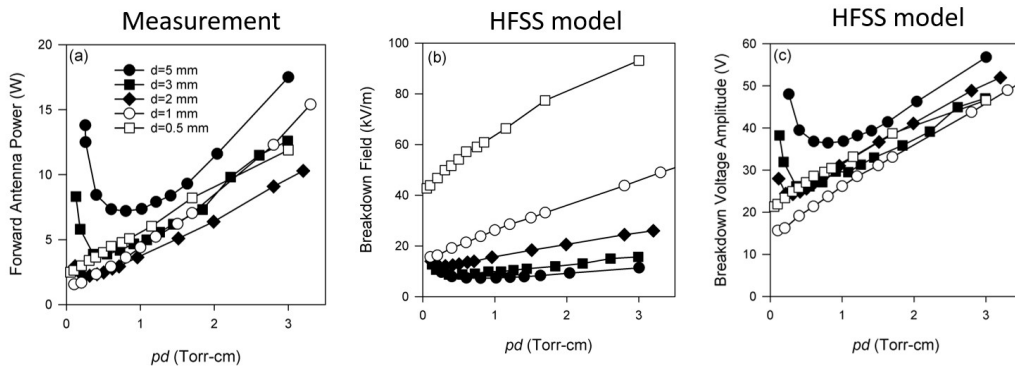 Measurement
HFSS model
HFSS model
(a)
d=5 mm
d=3 mm
d=2 mm
d=1 mm
d=0.5 mm
Forward Antenna Power (W)
20
15
10
5
0
0 1 2 3
pd (Torr-cm)
(b)
Breakdown Field (kV/m)
100
80
60
40
20
0
0 1 2 3
pd (Torr-cm)
(c)
Breakdown Voltage Amplitude (V)
60
50
40
30
20
10
0
0 1 2 3
pd (Torr-cm)